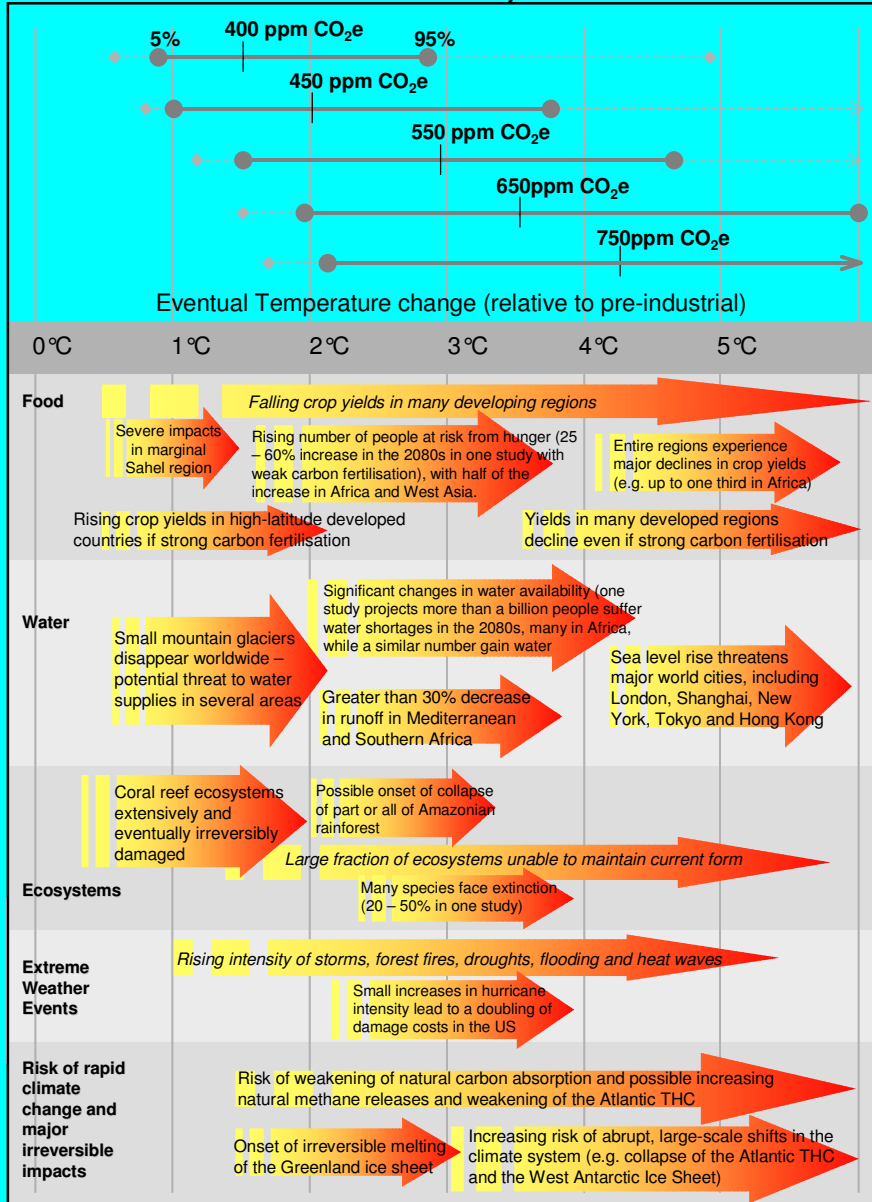 5%
400 ppm CO₂e
95%
450 ppm CO₂e
550 ppm CO₂e
650ppm CO₂e
750ppm CO₂e
Eventual Temperature change (relative to pre-industrial)
0°C 1°C 2°C 3°C 4°C 5°C
Food
Falling crop yields in many developing regions
Severe impacts
in marginal
Sahel region
Rising number of people at risk from hunger (25
– 60% increase in the 2080s in one study with
weak carbon fertilisation), with half of the
increase in Africa and West Asia.
Entire regions experience
major declines in crop yields
(e.g. up to one third in Africa)
Rising crop yields in high-latitude developed
countries if strong carbon fertilisation
Yields in many developed regions
decline even if strong carbon fertilisation
Water
Small mountain glaciers
disappear worldwide –
potential threat to water
supplies in several areas
Significant changes in water availability (one
study projects more than a billion people suffer
water shortages in the 2080s, many in Africa,
while a similar number gain water
Greater than 30% decrease
in runoff in Mediterranean
and Southern Africa
Sea level rise threatens
major world cities, including
London, Shanghai, New
York, Tokyo and Hong Kong
Ecosystems
Coral reef ecosystems
extensively and
eventually irreversibly
damaged
Possible onset of collapse
of part or all of Amazonian
rainforest
Large fraction of ecosystems unable to maintain current form
Many species face extinction
(20 – 50% in one study)
Extreme
Weather
Events
Rising intensity of storms, forest fires, droughts, flooding and heat waves
Small increases in hurricane
intensity lead to a doubling of
damage costs in the US
Risk of rapid
climate
change and
major
irreversible
impacts
Risk of weakening of natural carbon absorption and possible increasing
natural methane releases and weakening of the Atlantic THC
Onset of irreversible melting
of the Greenland ice sheet
Increasing risk of abrupt, large-scale shifts in the
climate system (e.g. collapse of the Atlantic THC
and the West Antarctic Ice Sheet)